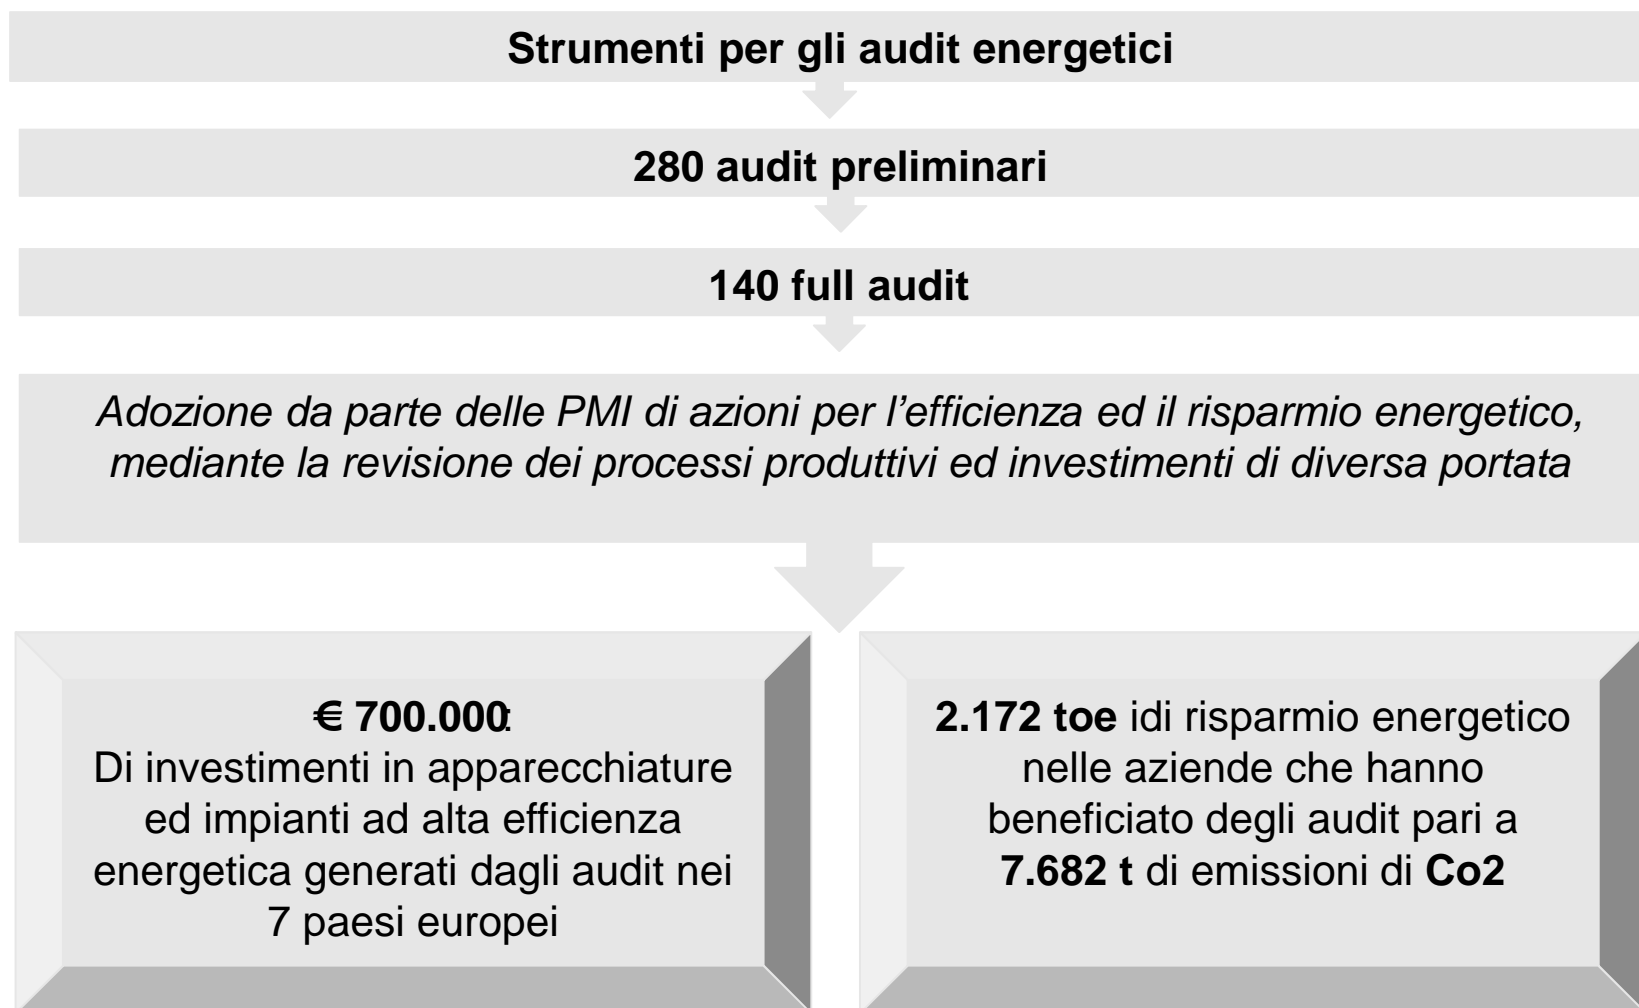 Strumenti per gli audit energetici
280 audit preliminari
140 full audit
Adozione da parte delle PMI di azioni per l’efficienza ed il risparmio energetico,
mediante la revisione dei processi produttivi ed investimenti di diversa portata
€ 700.000:
Di investimenti in apparecchiature
ed impianti ad alta efficienza
energetica generati dagli audit nei
7 paesi europei
2.172 toe idi risparmio energetico
nelle aziende che hanno
beneficiato degli audit pari a
7.682 t di emissioni di Co2